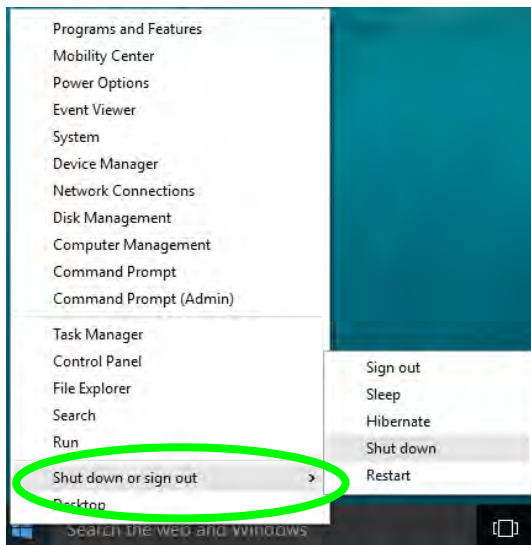 Programs and Features
Mobility Center
Power Options
Event Viewer
System
Device Manager
Network Connections
Disk Management
Computer Management
Command Prompt
Command Prompt (Admin)
Task Manager
Control Panel
File Explorer
Search
Run
Shut down or sign out
Desktop
Sign out
Sleep
Hibernate
Shut down
Restart
Search the web and Windows